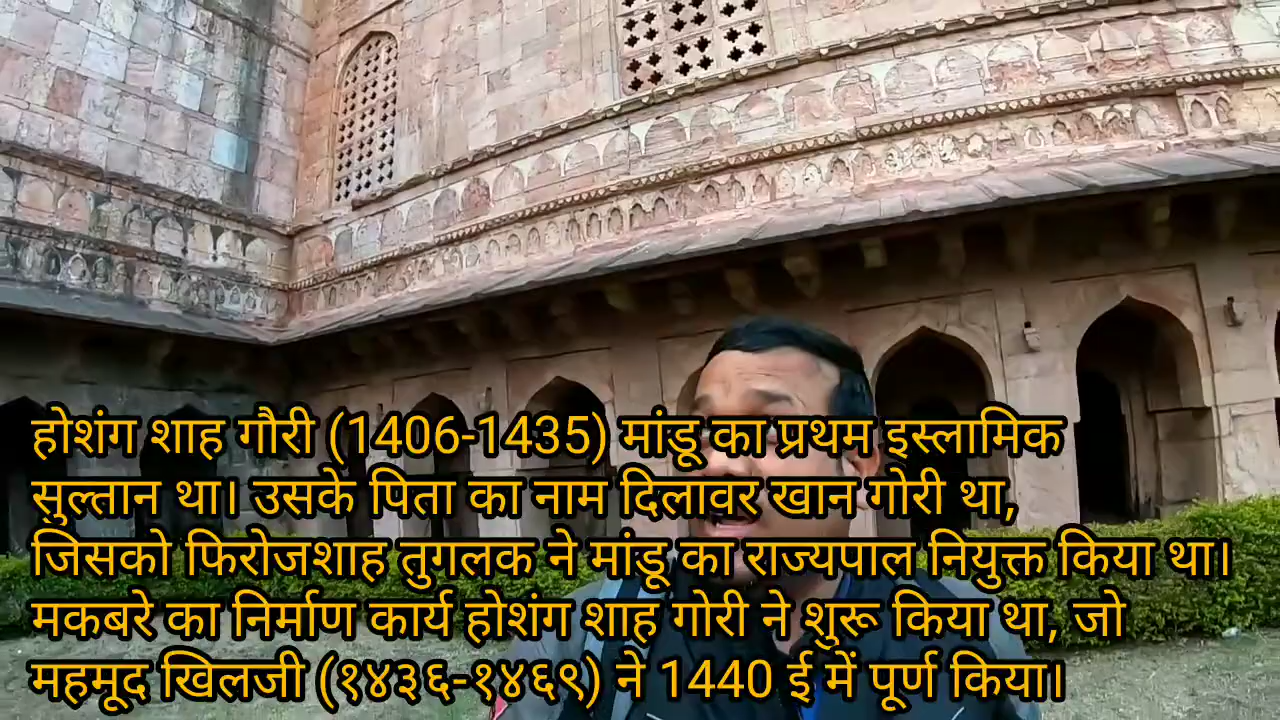 होशंग शाह गौरी (1406-1435) मांडू का प्रथम इस्लामिक
सुल्तान था। उसके पिता का नाम दिलावर खान गोरी था,
जिसको फिरोजशाह तुगलक ने मांडू का राज्यपाल नियुक्त किया था।
मकबरे का निर्माण कार्य होशंग शाह गोरी ने शुरू किया था, जो
महमूद खिलजी (१४३६-१४६९) ने 1440 ई में पूर्ण किया।